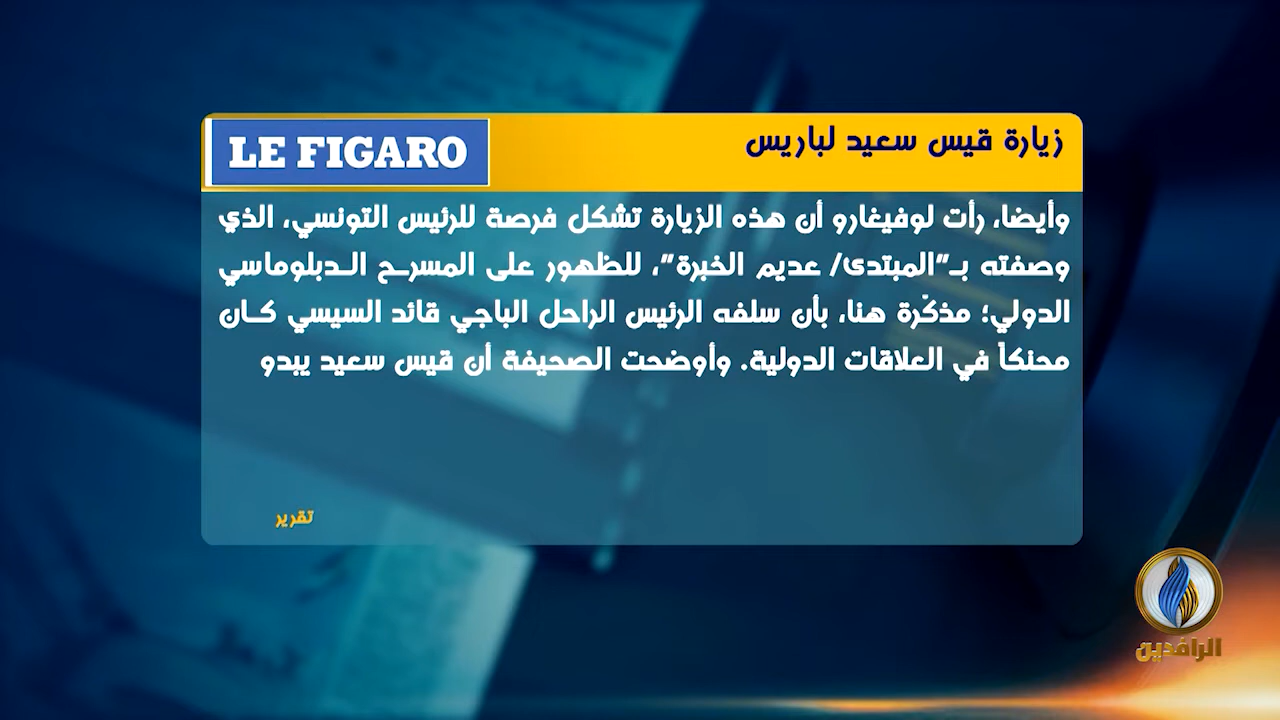 زيارة قيس سعيد لباريس
LE FIGARO
وأيضا، رأت لوفيغارو أن هذه الزيارة تشكل فرصة للرئيس التونسي، الذي
وصفته بـ"المبتدئ/ عديم الخبرة"، للظهور على المسرح الدبلوماسي
الدولي؛ مذكّرة هنا، بأن سلفه الرئيس الراحل الباجي قائد السيسي كان
محنكاً في العلاقات الدولية. وأوضحت الصحيفة أن قيس سعيد يبدو
تقرير
الرافدين